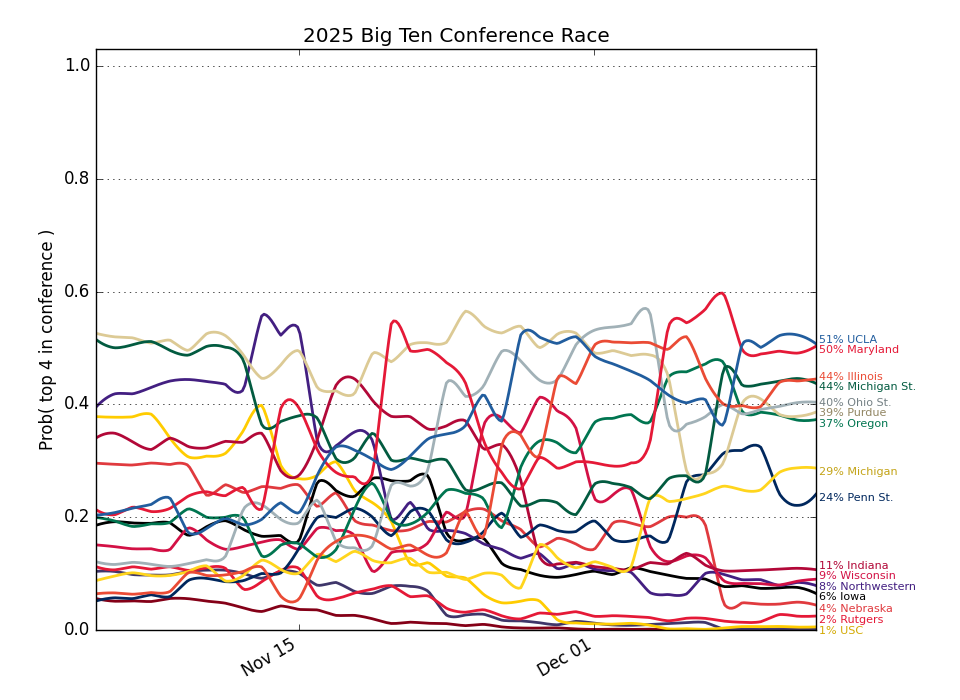 2025 Big Ten Conference Race
Prob( top 4 in conference )
1.0
0.8
0.6
0.4
0.2
0.0
Nov 15
Dec 01
51% UCLA
50% Maryland
44% Illinois
44% Michigan St.
40% Ohio St.
39% Purdue
37% Oregon
29% Michigan
24% Penn St.
11% Indiana
9% Wisconsin
8% Northwestern
6% Iowa
4% Nebraska
2% Rutgers
1% USC